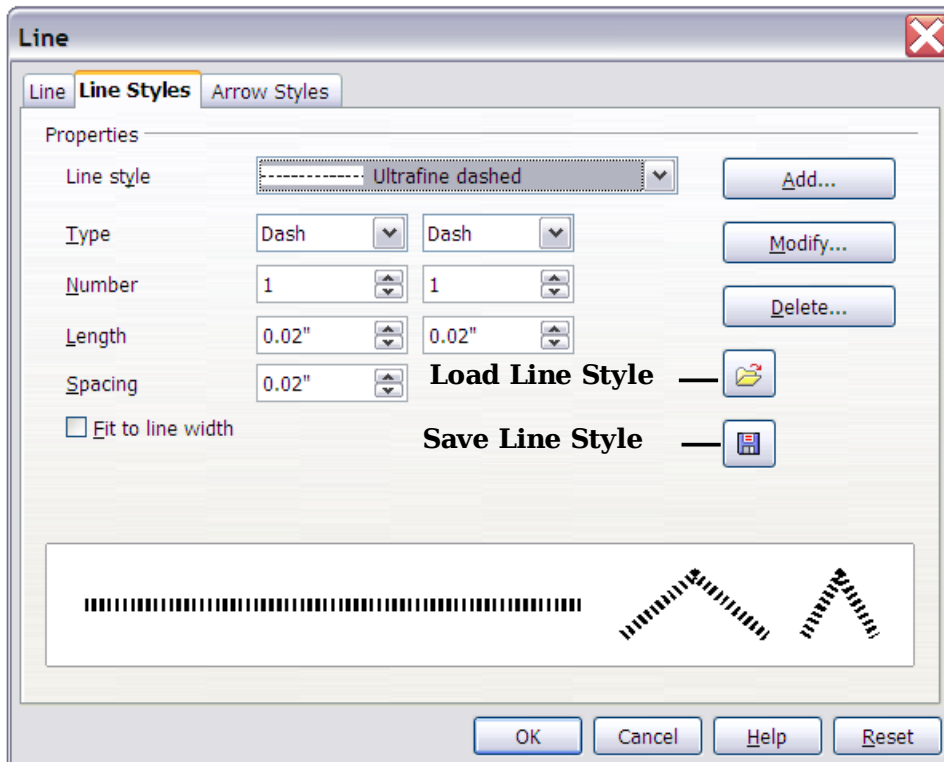 Line
Line Line Styles Arrow Styles
Properties
Line style Ultrafine dashed Add...
Type Dash Dash Modify...
Number 1 1 Delete...
Length 0.02" 0.02"
Spacing 0.02" Load Line Style
Fit to line width Save Line Style
OK Cancel Help Reset